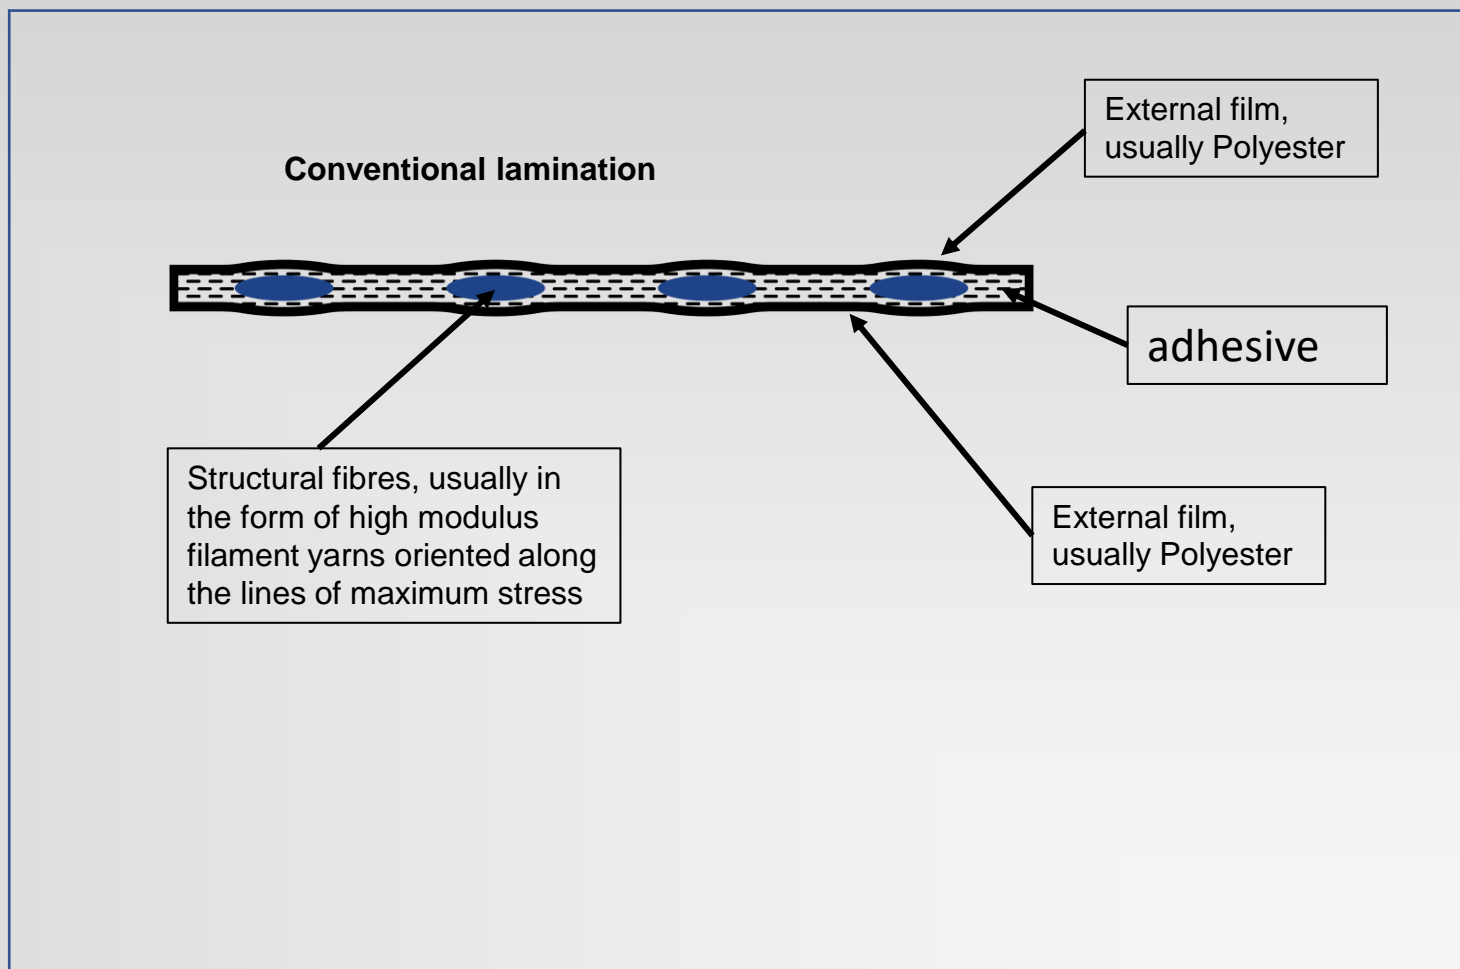 External film,
usually Polyester
Conventional lamination
adhesive
Structural fibres, usually in
the form of high modulus
filament yarns oriented along
the lines of maximum stress
External film,
usually Polyester